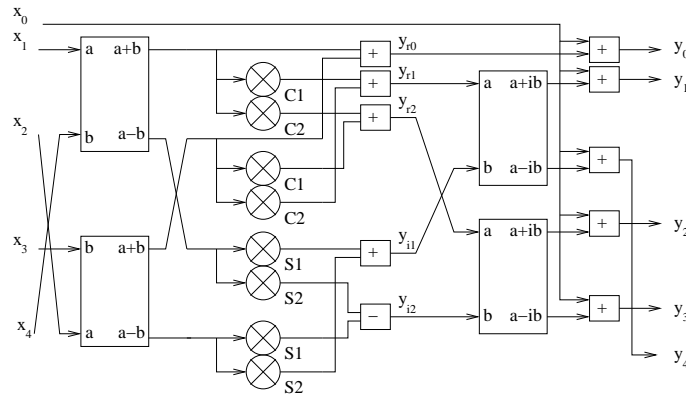 x0
x1
x2
x3
x4
a a+b
b a−b
b a+b
a a−b
C1
C2
C1
C2
S1
S2
S1
S2
+ yr0
+ yr1
+ yr2
+ yi1
− yi2
a a+ib
b a−ib
a a+ib
b a−ib
+ y0
+ y1
+
+ y2
+ y3
y4